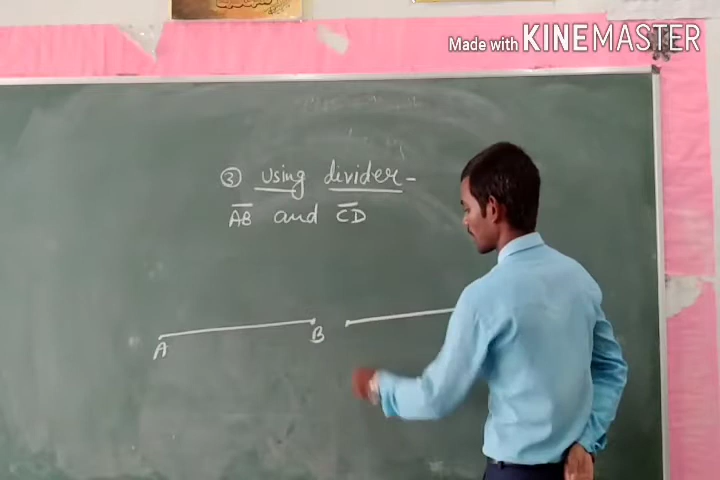 Made with KINEMASTER
③ using divider-
AB and CD
A
B